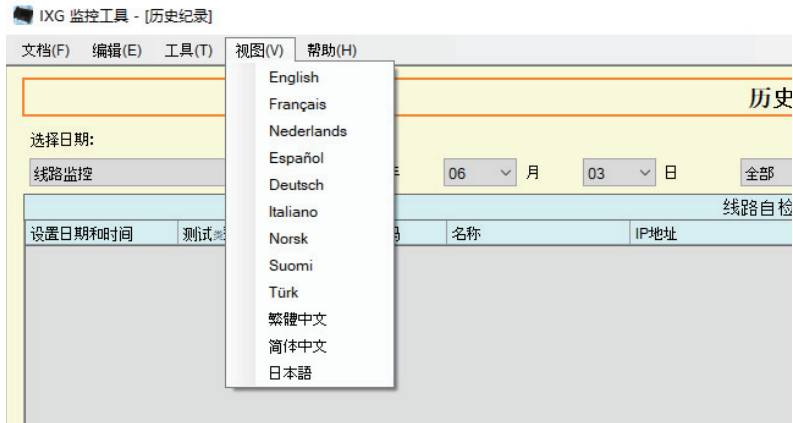 IXG 监控工具 - [历史纪录]
文档(F) 编辑(E) 工具(T) 视图(V) 帮助(H)
English
Français
Nederlands
Español
Deutsch
Italiano
Norsk
Suomi
Türk
繁體中文
简体中文
日本語
历史
选择日期:
线路监控 06 月 03 日 全部
线路自检
设置日期和时间 测试 名称 IP地址